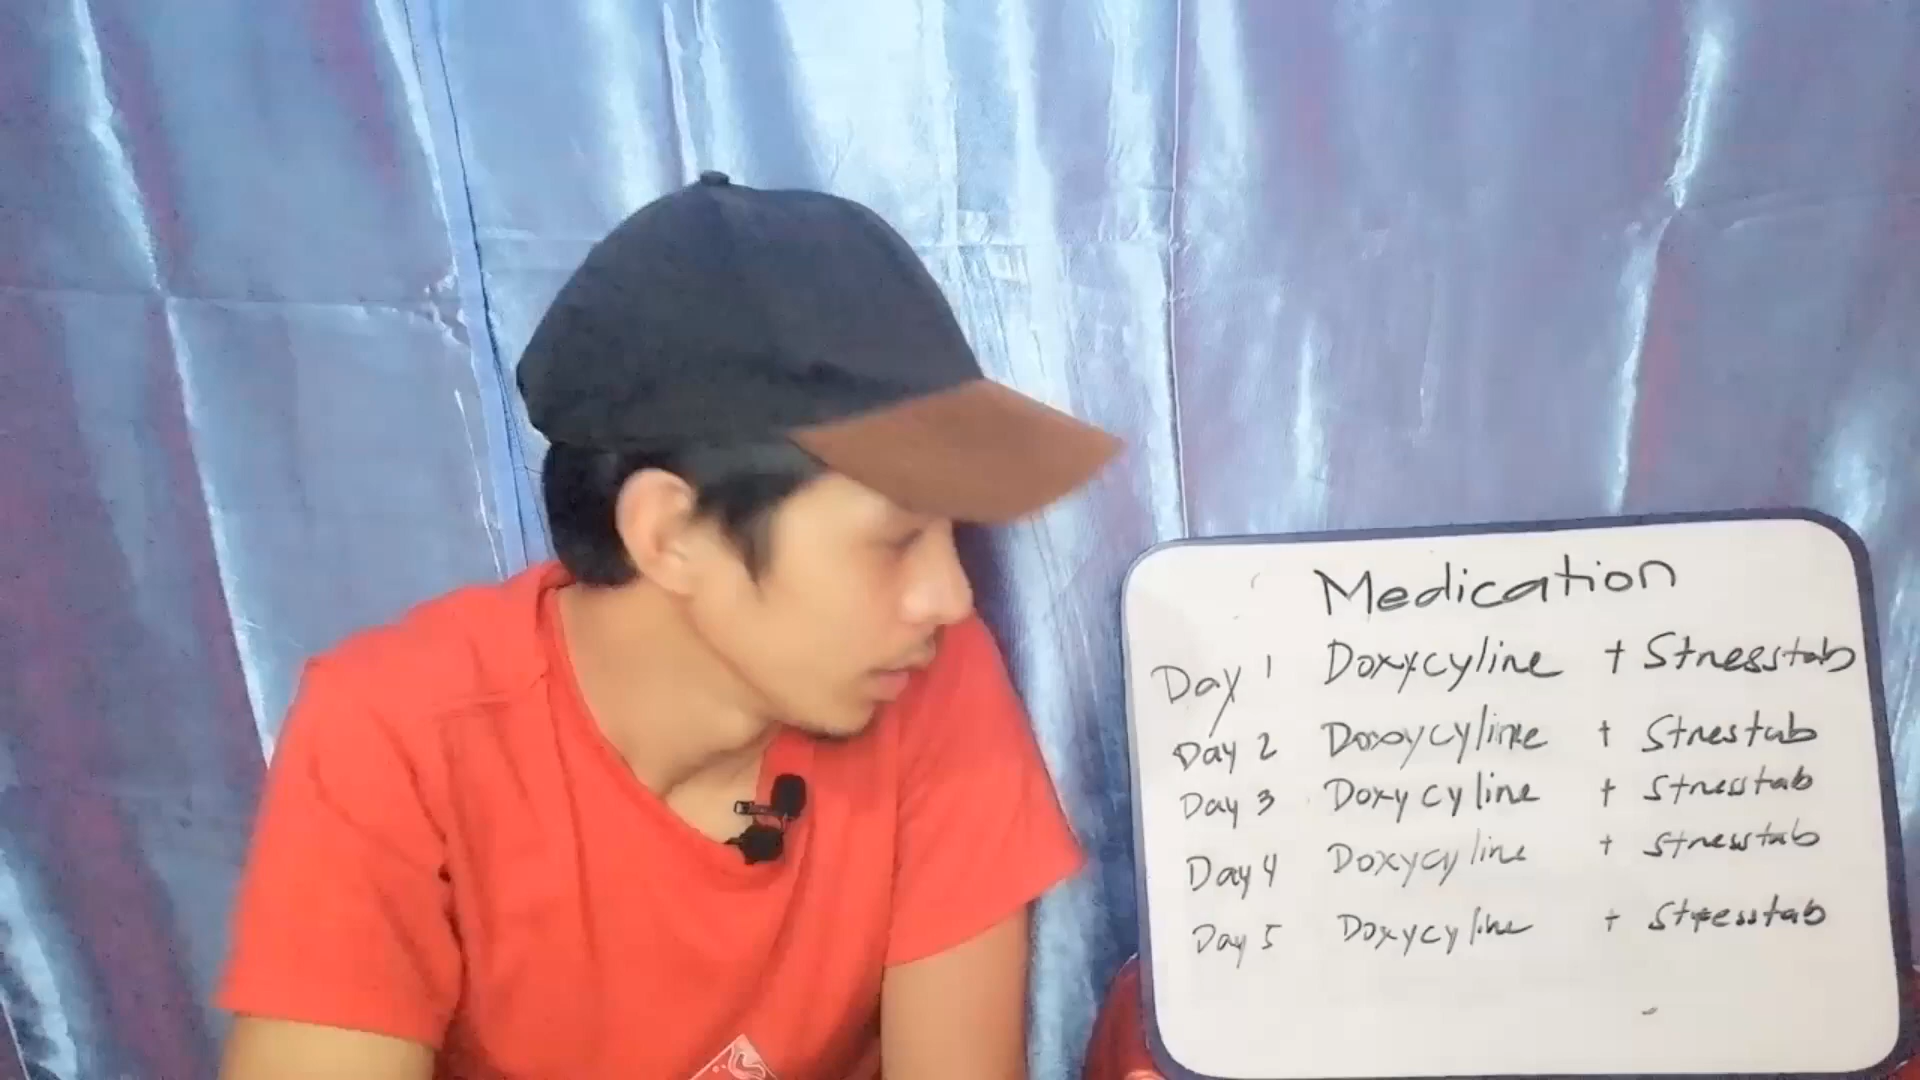 Medication
Day 1 Doxycyline + Stresstab
Day 2 Doxycyline + Strestab
Day 3 Doxycyline + Stresstab
Day 4 Doxycyline + Stresstab
Day 5 Doxycyline + Stresstab